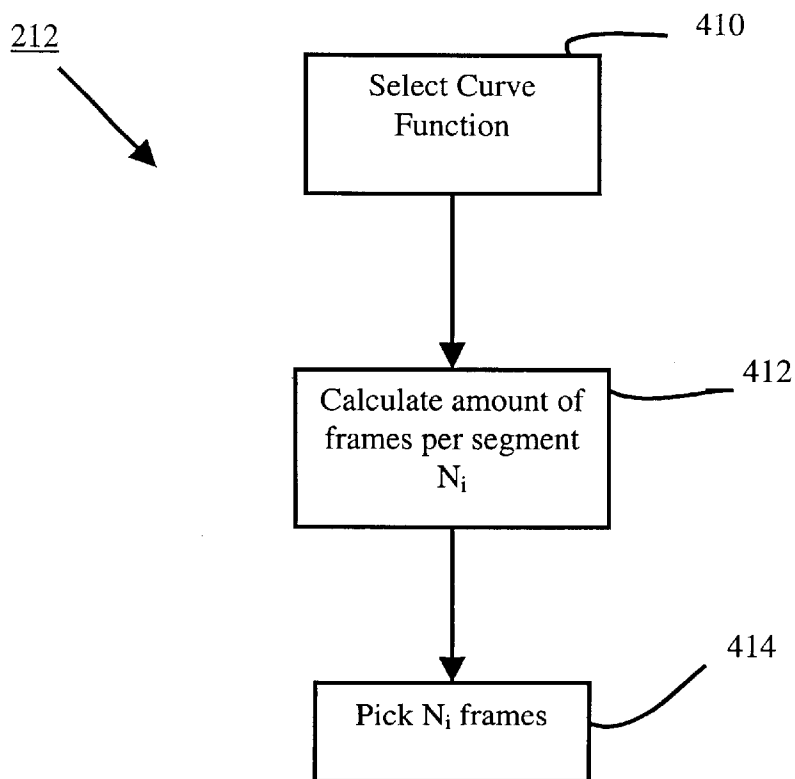 410
212
Select Curve
Function
412
Calculate amount of
frames per segment
Nᵢ
414
Pick Nᵢ frames